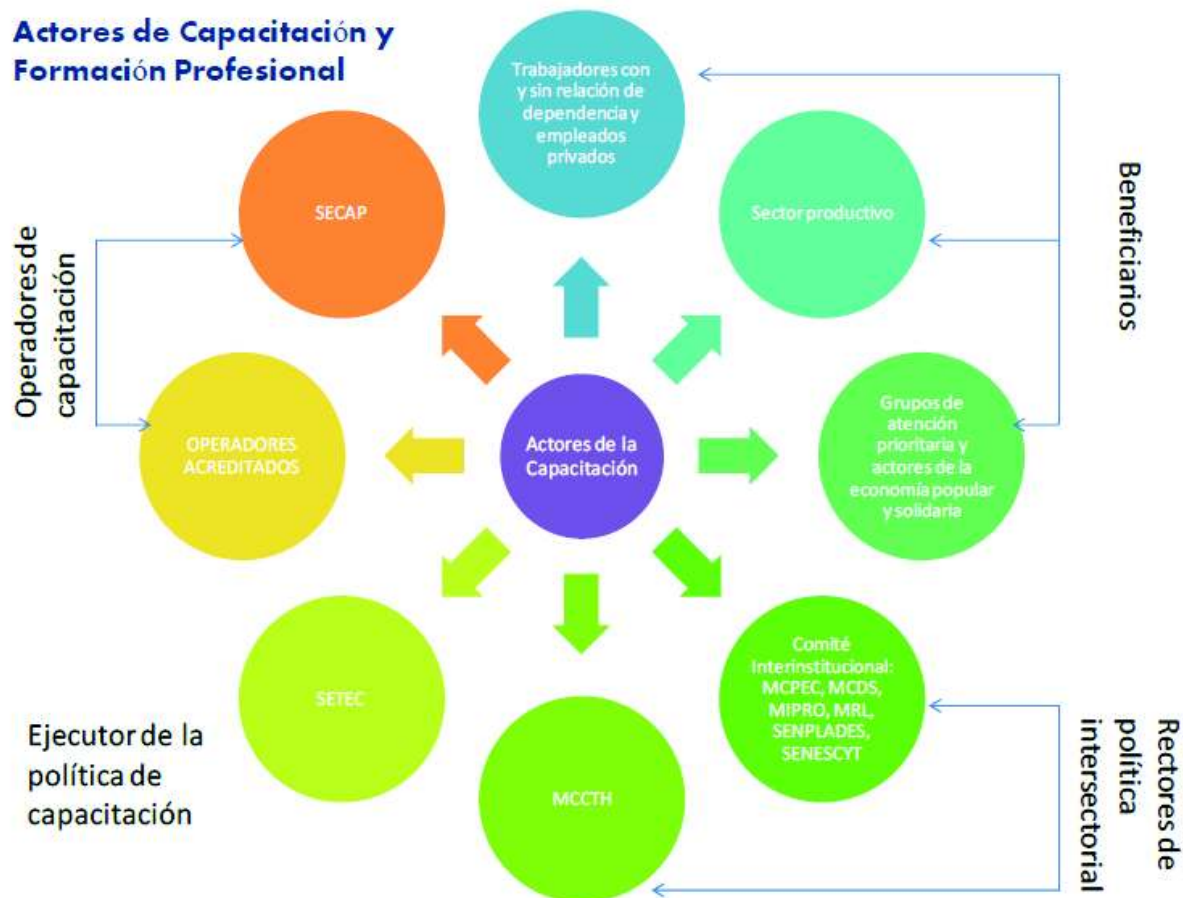 Actores de Capacitación y
Formación Profesional
Trabajadores con
y sin relación de
dependencia y
empleados
privados
Sector productivo
Grupos de
atención
prioritaria y
actores de la
economía popular
y solidaria
Comité
Interinstitucional:
MCPEC, MCDS,
MIPRO, MRL,
SENPLADES,
SENESCYT
MCCTH
SETEC
OPERADORES
ACREDITADOS
SECAP
Actores de la
Capacitación
Operadores de
capacitación
Beneficiarios
Ejecutor de la
política de
capacitación
Rectores de
política
intersectorial